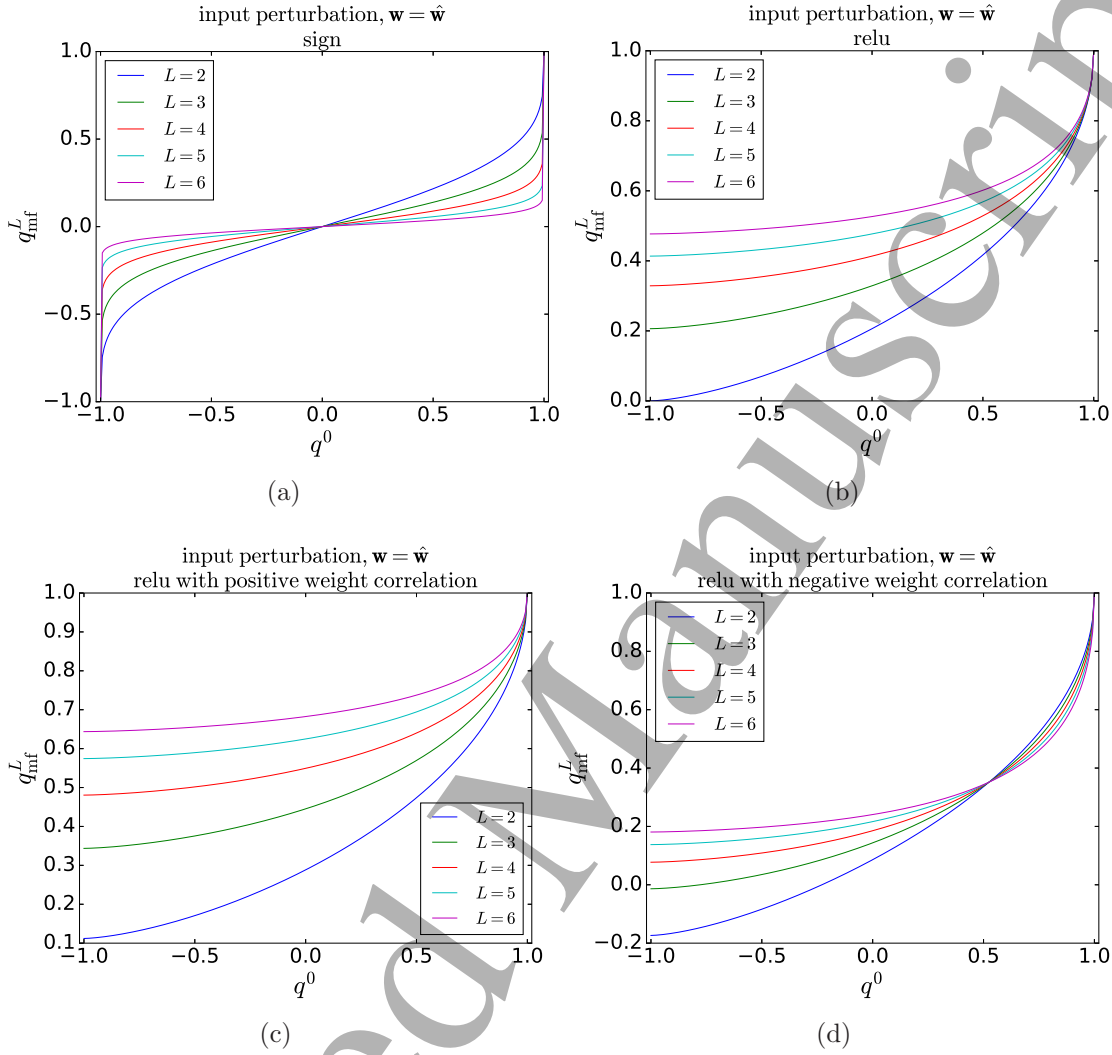 input perturbation, w = ŵ
sign
1.0
0.5
0.0
−0.5
−1.0
q^L_mf
L = 2
L = 3
L = 4
L = 5
L = 6
−1.0 −0.5 0.0 0.5 1.0
q^0
(a)
input perturbation, w = ŵ
relu
1.0
0.8
0.6
0.4
0.2
0.0
q^L_mf
L = 2
L = 3
L = 4
L = 5
L = 6
−1.0 −0.5 0.0 0.5 1.0
q^0
(b)
input perturbation, w = ŵ
relu with positive weight correlation
1.0
0.9
0.8
0.7
0.6
0.5
0.4
0.3
0.2
0.1
q^L_mf
L = 2
L = 3
L = 4
L = 5
L = 6
−1.0 −0.5 0.0 0.5 1.0
q^0
(c)
input perturbation, w = ŵ
relu with negative weight correlation
1.0
0.8
0.6
0.4
0.2
0.0
−0.2
q^L_mf
L = 2
L = 3
L = 4
L = 5
L = 6
−1.0 −0.5 0.0 0.5 1.0
q^0
(d)
d Manuscrip